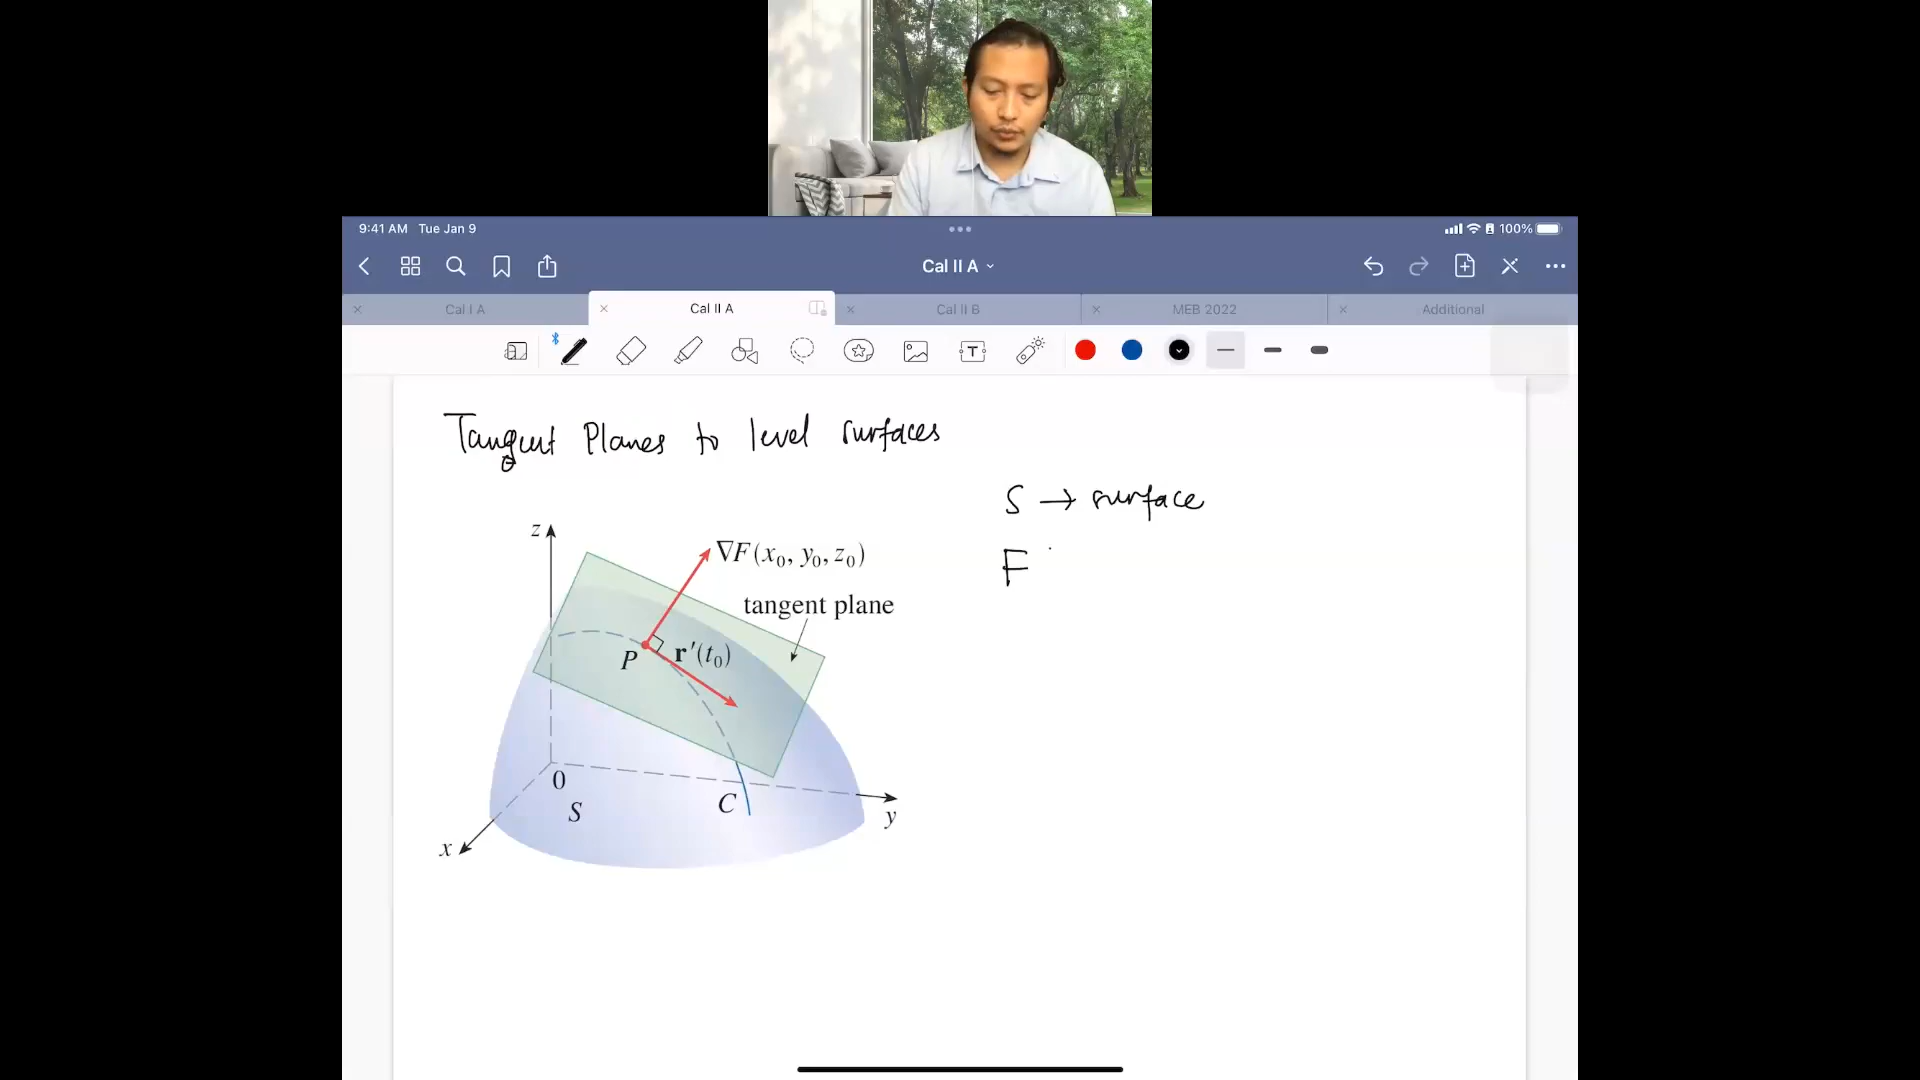 9:41 AM Tue Jan 9
100%
Cal II A
Cal I A
Cal II A
Cal II B
MEB 2022
Additional
T
Tangent Planes to level surfaces
S → surface
F
z
∇F(x₀, y₀, z₀)
tangent plane
P
r′(t₀)
0
S
C
y
x